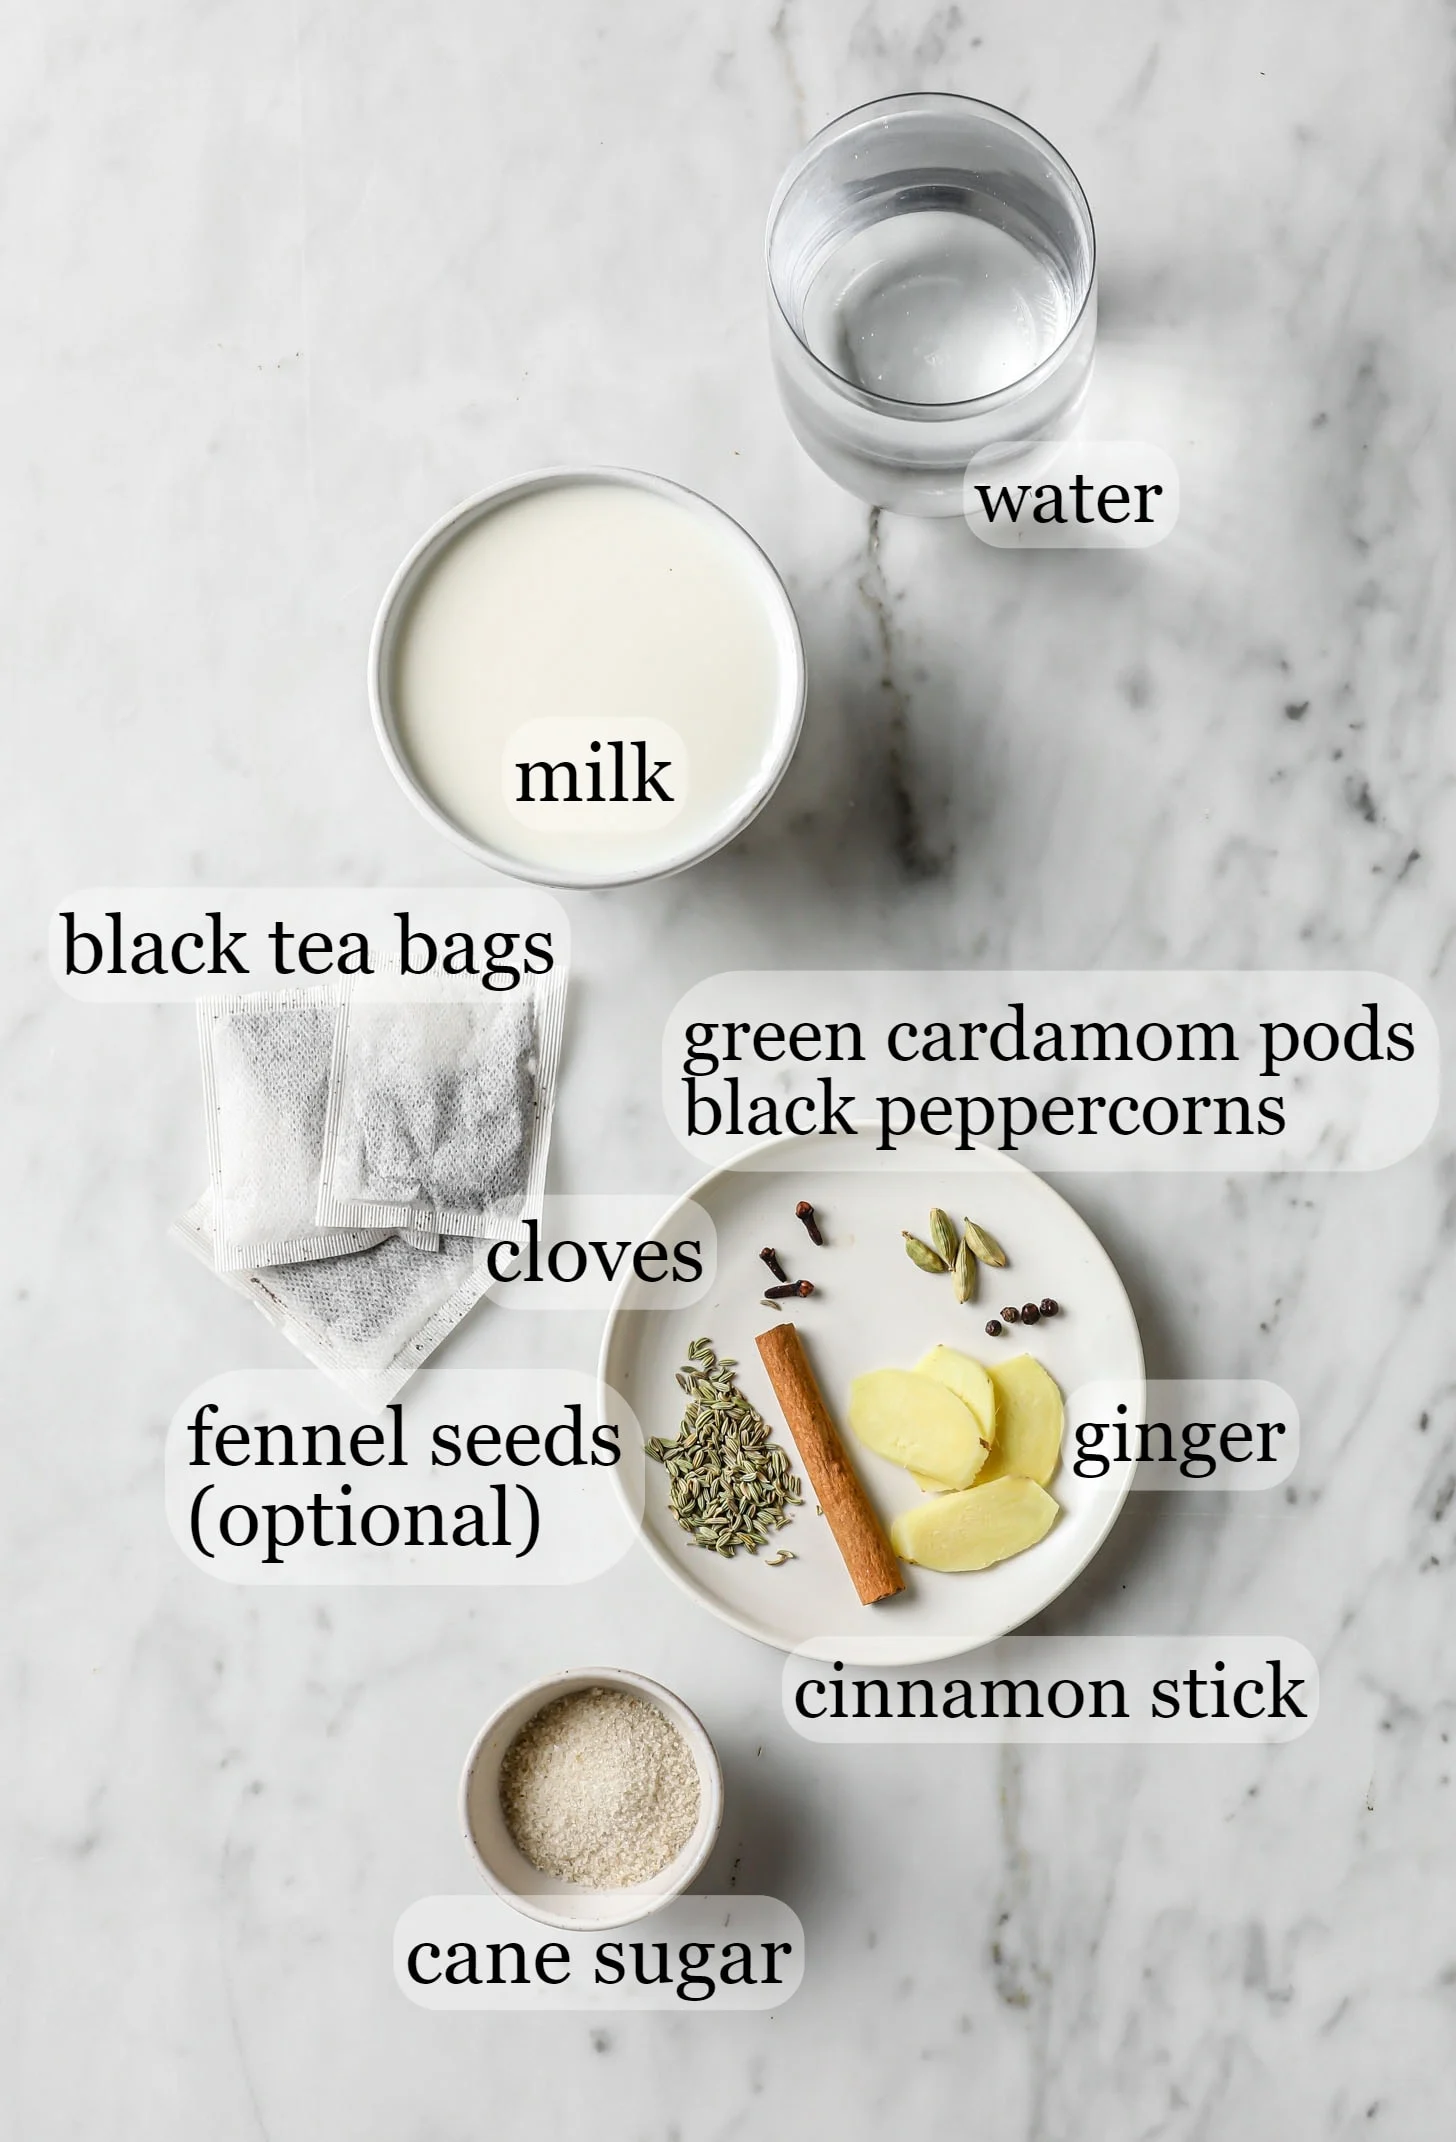 water
milk
black tea bags
green cardamom pods
black peppercorns
cloves
fennel seeds
(optional)
ginger
cinnamon stick
cane sugar